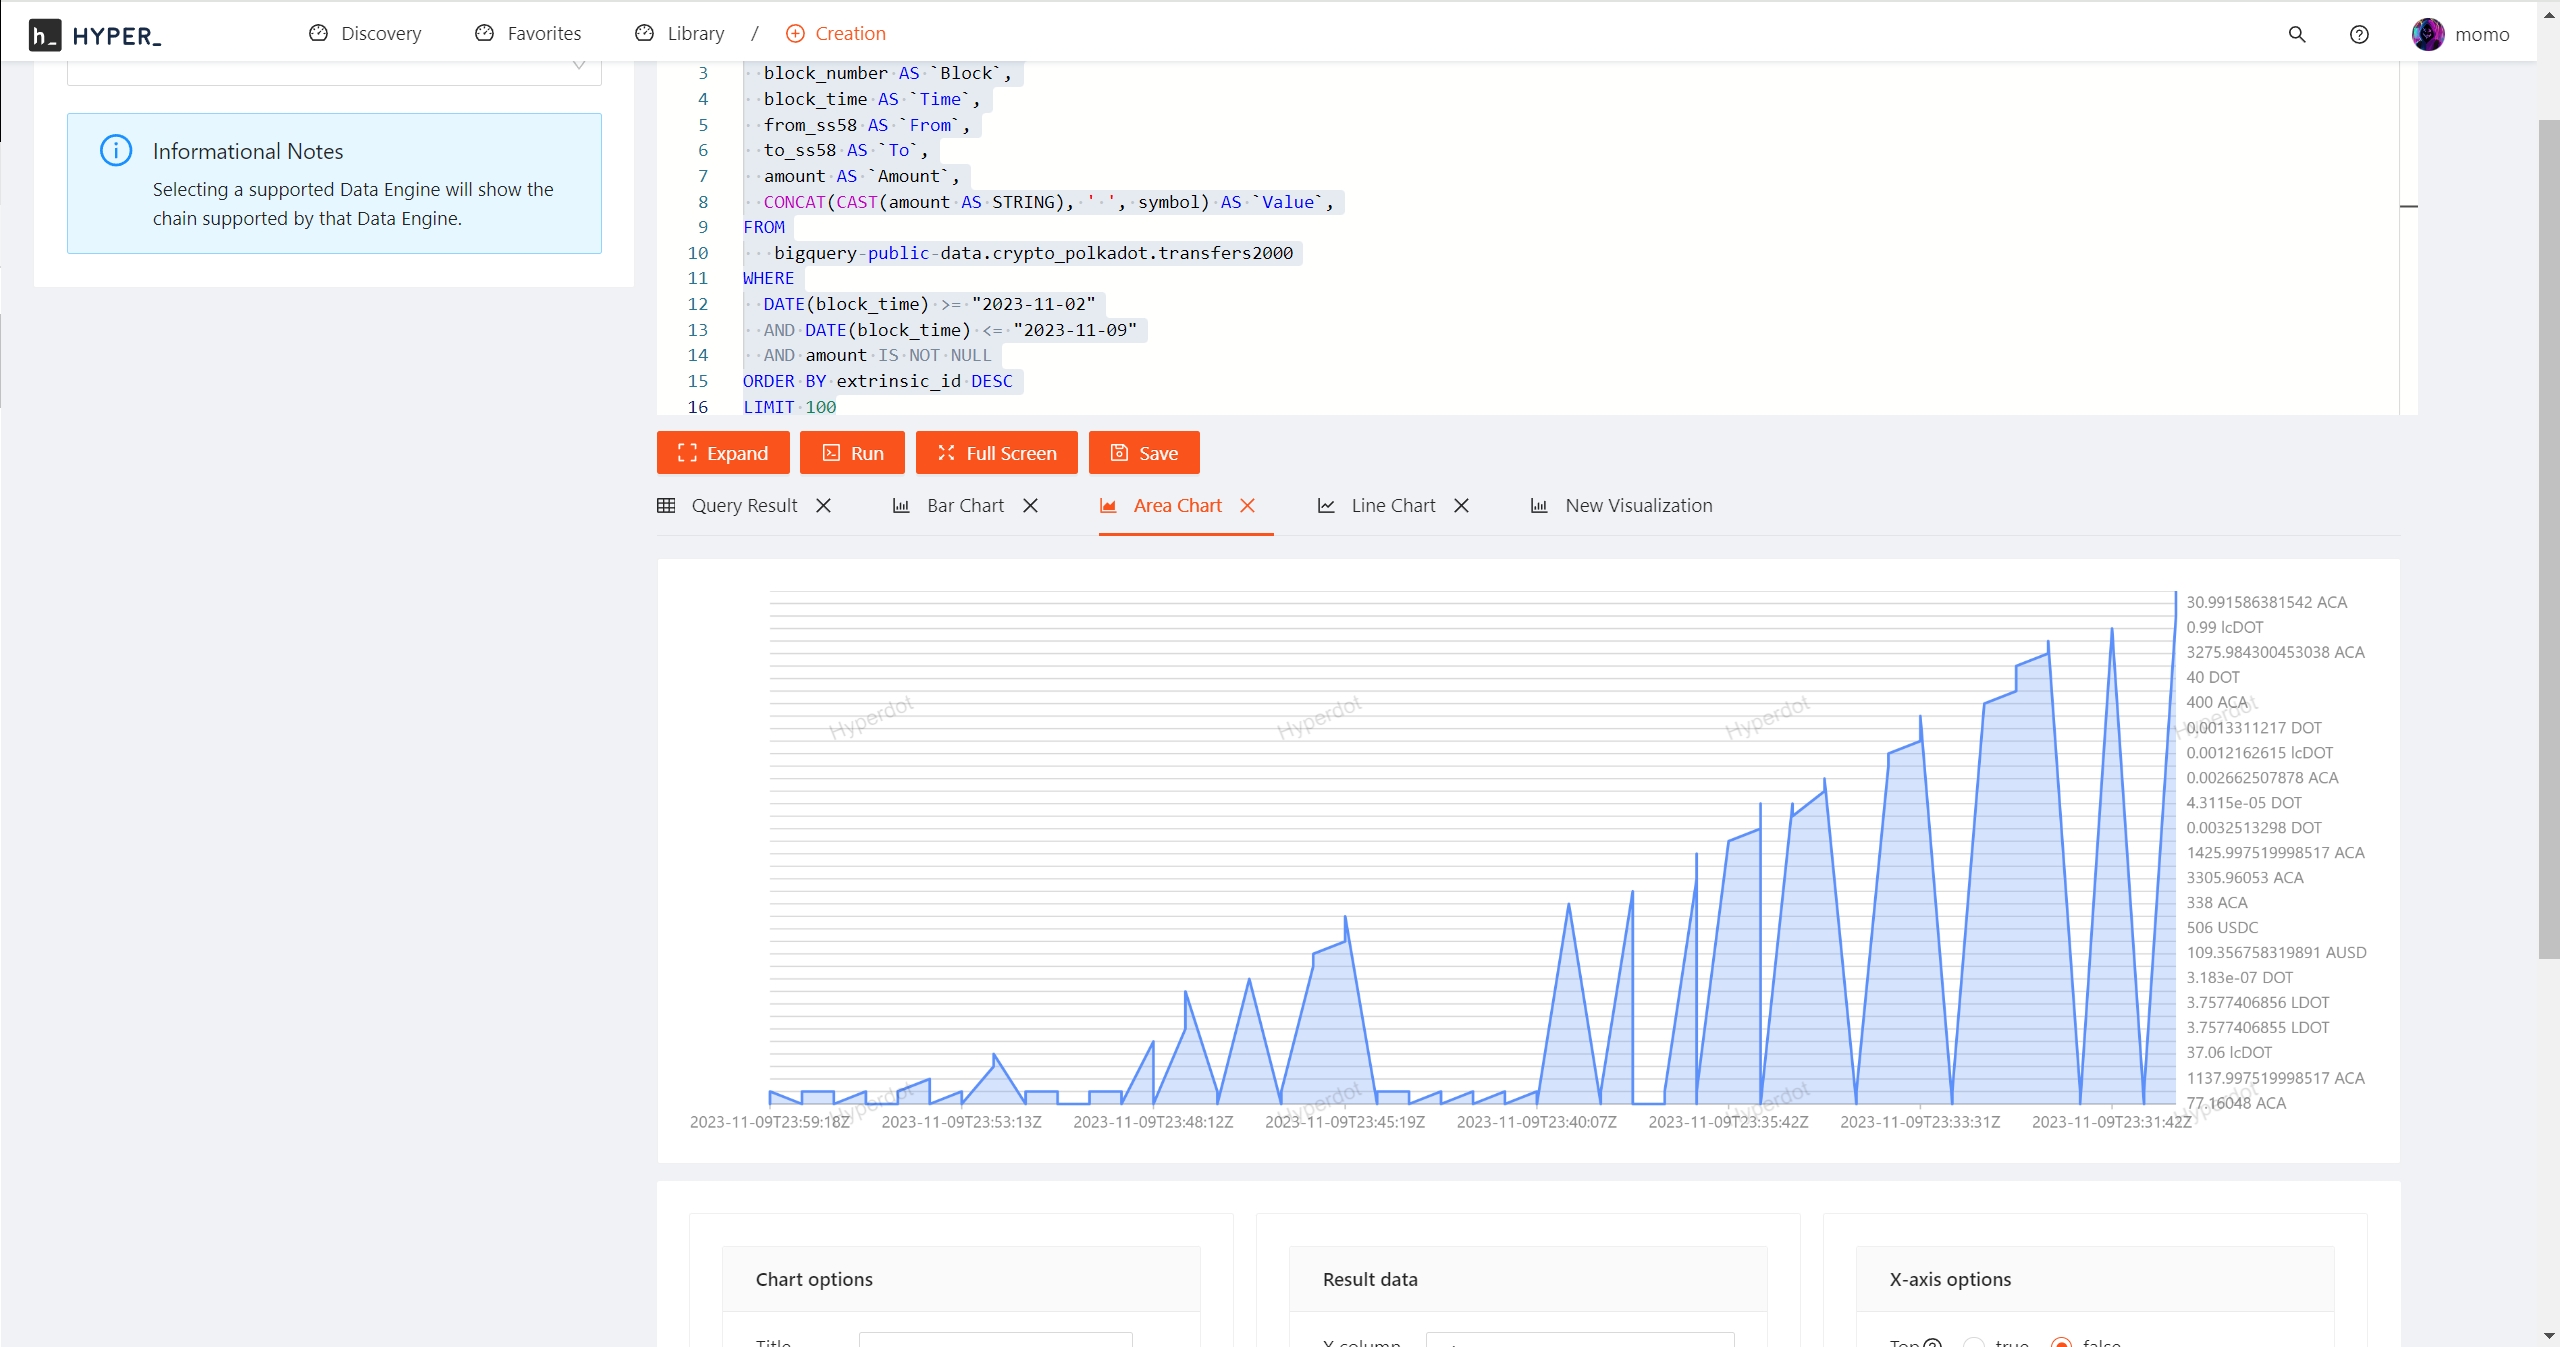 h_ HYPER_ Discovery Favorites Library / Creation momo
Informational Notes
Selecting a supported Data Engine will show the
chain supported by that Data Engine.
3 block_number AS `Block`,
4 block_time AS `Time`,
5 from_ss58 AS `From`,
6 to_ss58 AS `To`,
7 amount AS `Amount`,
8 CONCAT(CAST(amount AS STRING), ' ', symbol) AS `Value`,
9 FROM
10 bigquery-public-data.crypto_polkadot.transfers2000
11 WHERE
12 DATE(block_time) >= "2023-11-02"
13 AND DATE(block_time) <= "2023-11-09"
14 AND amount IS NOT NULL
15 ORDER BY extrinsic_id DESC
16 LIMIT 100
Expand Run Full Screen Save
Query Result Bar Chart Area Chart Line Chart New Visualization
30.991586381542 ACA
0.99 lcDOT
3275.984300453038 ACA
40 DOT
400 ACA
0.0013311217 DOT
0.0012162615 lcDOT
0.002662507878 ACA
4.3115e-05 DOT
0.0032513298 DOT
1425.997519998517 ACA
3305.96053 ACA
338 ACA
506 USDC
109.356758319891 AUSD
3.183e-07 DOT
3.7577406856 LDOT
3.7577406855 LDOT
37.06 lcDOT
1137.997519998517 ACA
77.16048 ACA
Hyperdot Hyperdot Hyperdot Hyperdot
Hyperdot Hyperdot Hyperdot Hyperdot
2023-11-09T23:59:18Z 2023-11-09T23:53:13Z 2023-11-09T23:48:12Z 2023-11-09T23:45:19Z 2023-11-09T23:40:07Z 2023-11-09T23:35:42Z 2023-11-09T23:33:31Z 2023-11-09T23:31:42Z
Chart options Result data X-axis options
Title X column Top true false